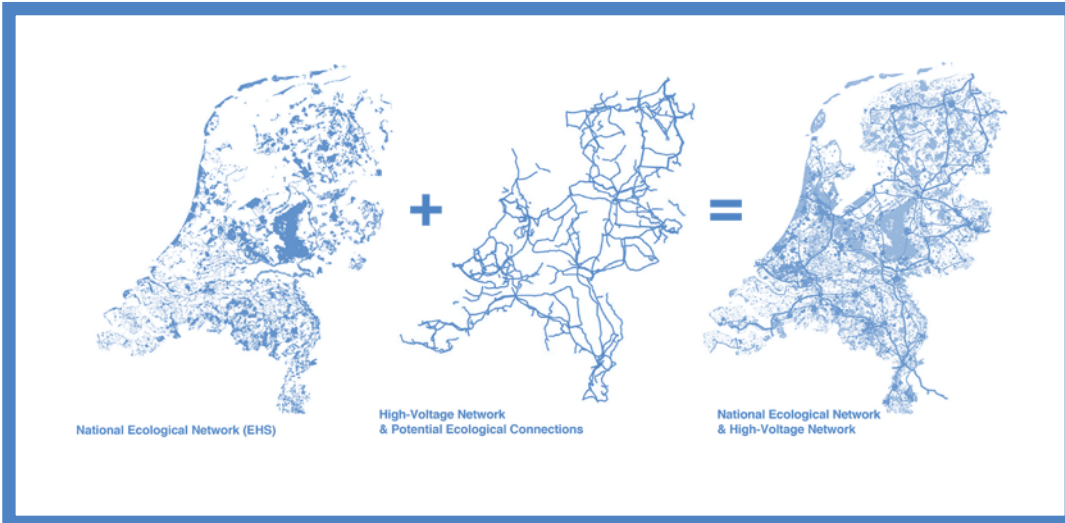 +
=
National Ecological Network (EHS)
High-Voltage Network
& Potential Ecological Connections
National Ecological Network
& High-Voltage Network